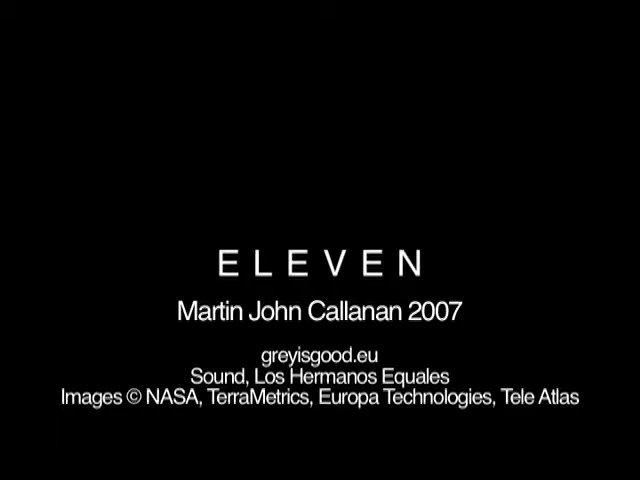 E L E V E N
Martin John Callanan 2007
greyisgood.eu
Sound, Los Hermanos Equales
Images © NASA, TerraMetrics, Europa Technologies, Tele Atlas